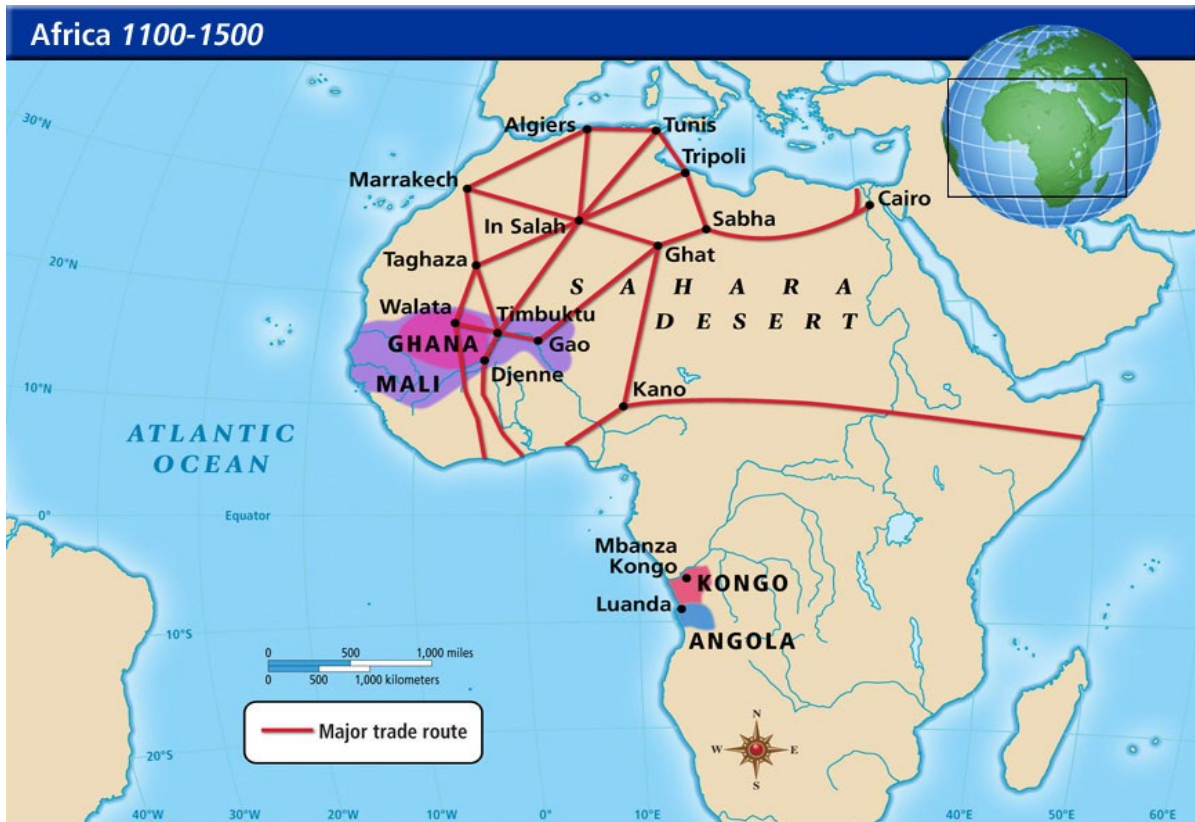 Africa 1100-1500
30°N
20°N
10°N
0°
10°S
20°S
Algiers
Tunis
Tripoli
Marrakech
In Salah
Sabha
Cairo
Ghat
Taghaza
SAHARA
DESERT
Walata
Timbuktu
GHANA
Gao
MALI
Djenne
Kano
ATLANTIC
OCEAN
Equator
Mbanza
Kongo
KONGO
Luanda
ANGOLA
0 500 1,000 miles
0 500 1,000 kilometers
Major trade route
N
W E
S
40°W 30°W 20°W 10°W 0° 10°E 40°E 50°E 60°E